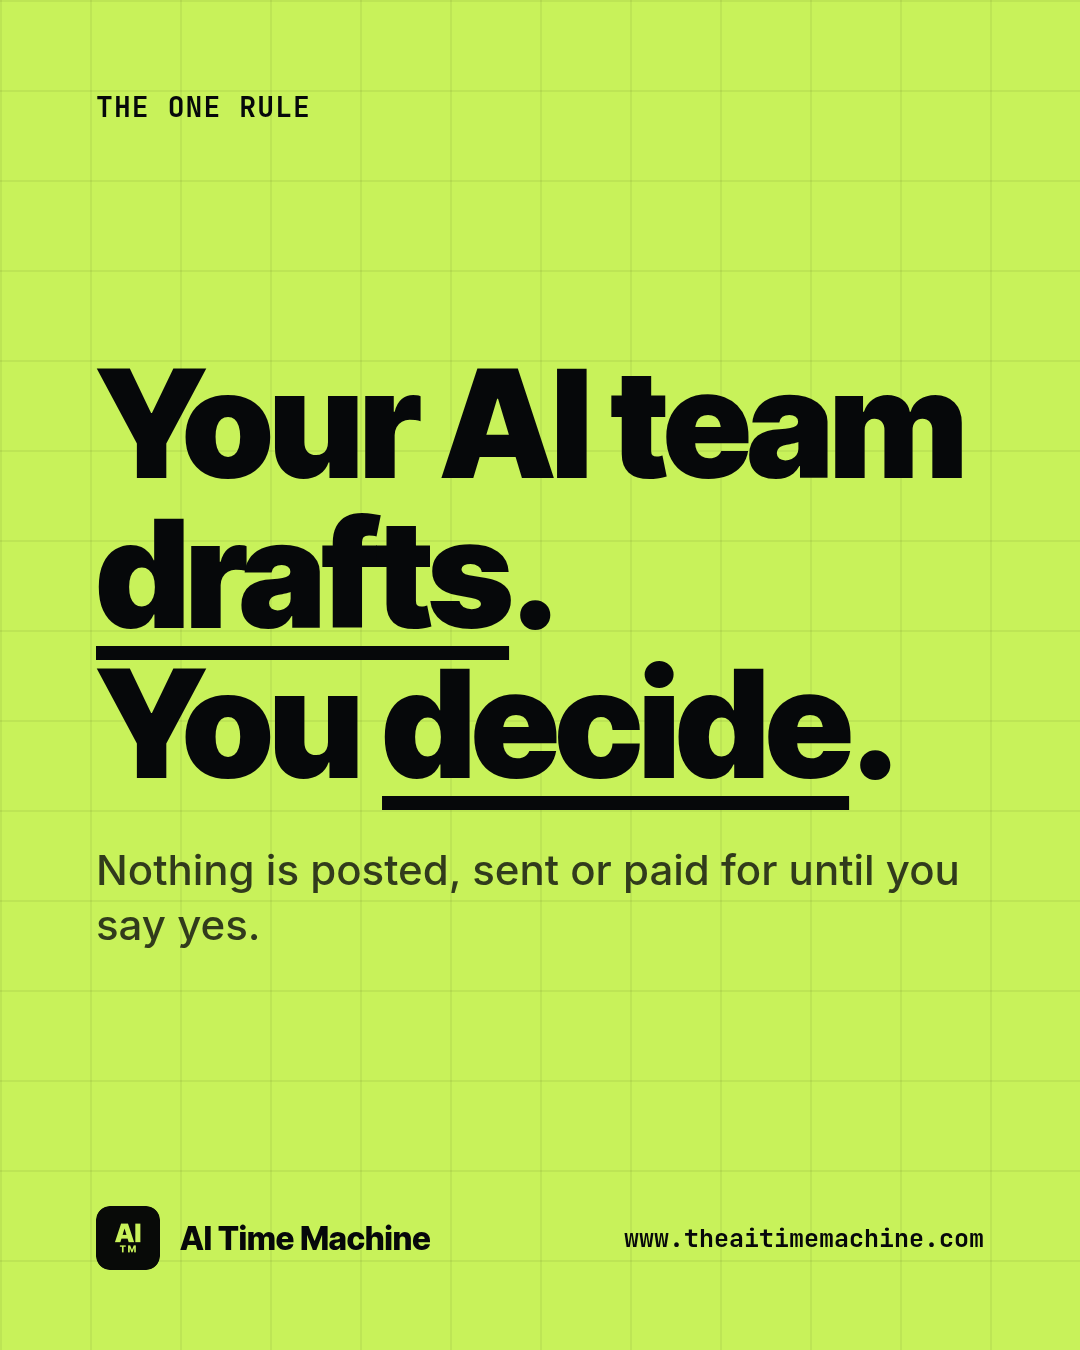 THE ONE RULE
Your AI team
drafts.
You decide.
Nothing is posted, sent or paid for until you
say yes.
AI
TM
AI Time Machine
www.theaitimemachine.com